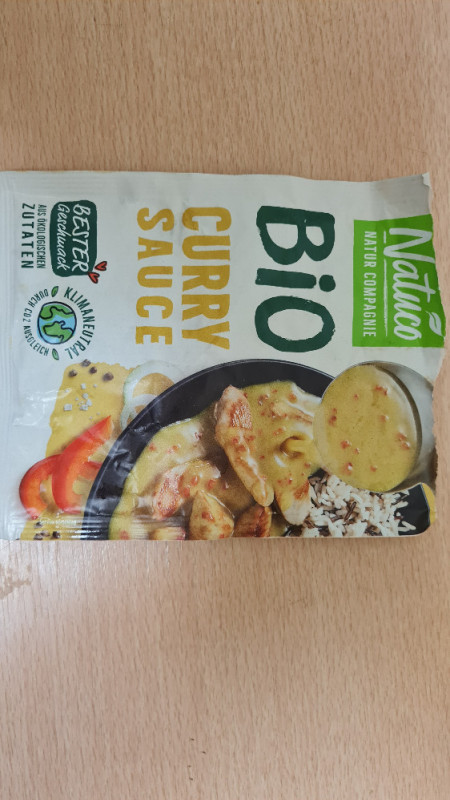 Natuco
NATUR COMPAGNIE
BiO
CURRY
SAUCE
BESTER
Geschmack
AUS ÖKOLOGISCHEN
ZUTATEN
KLIMANEUTRAL
DURCH CO2 AUSGLEICH